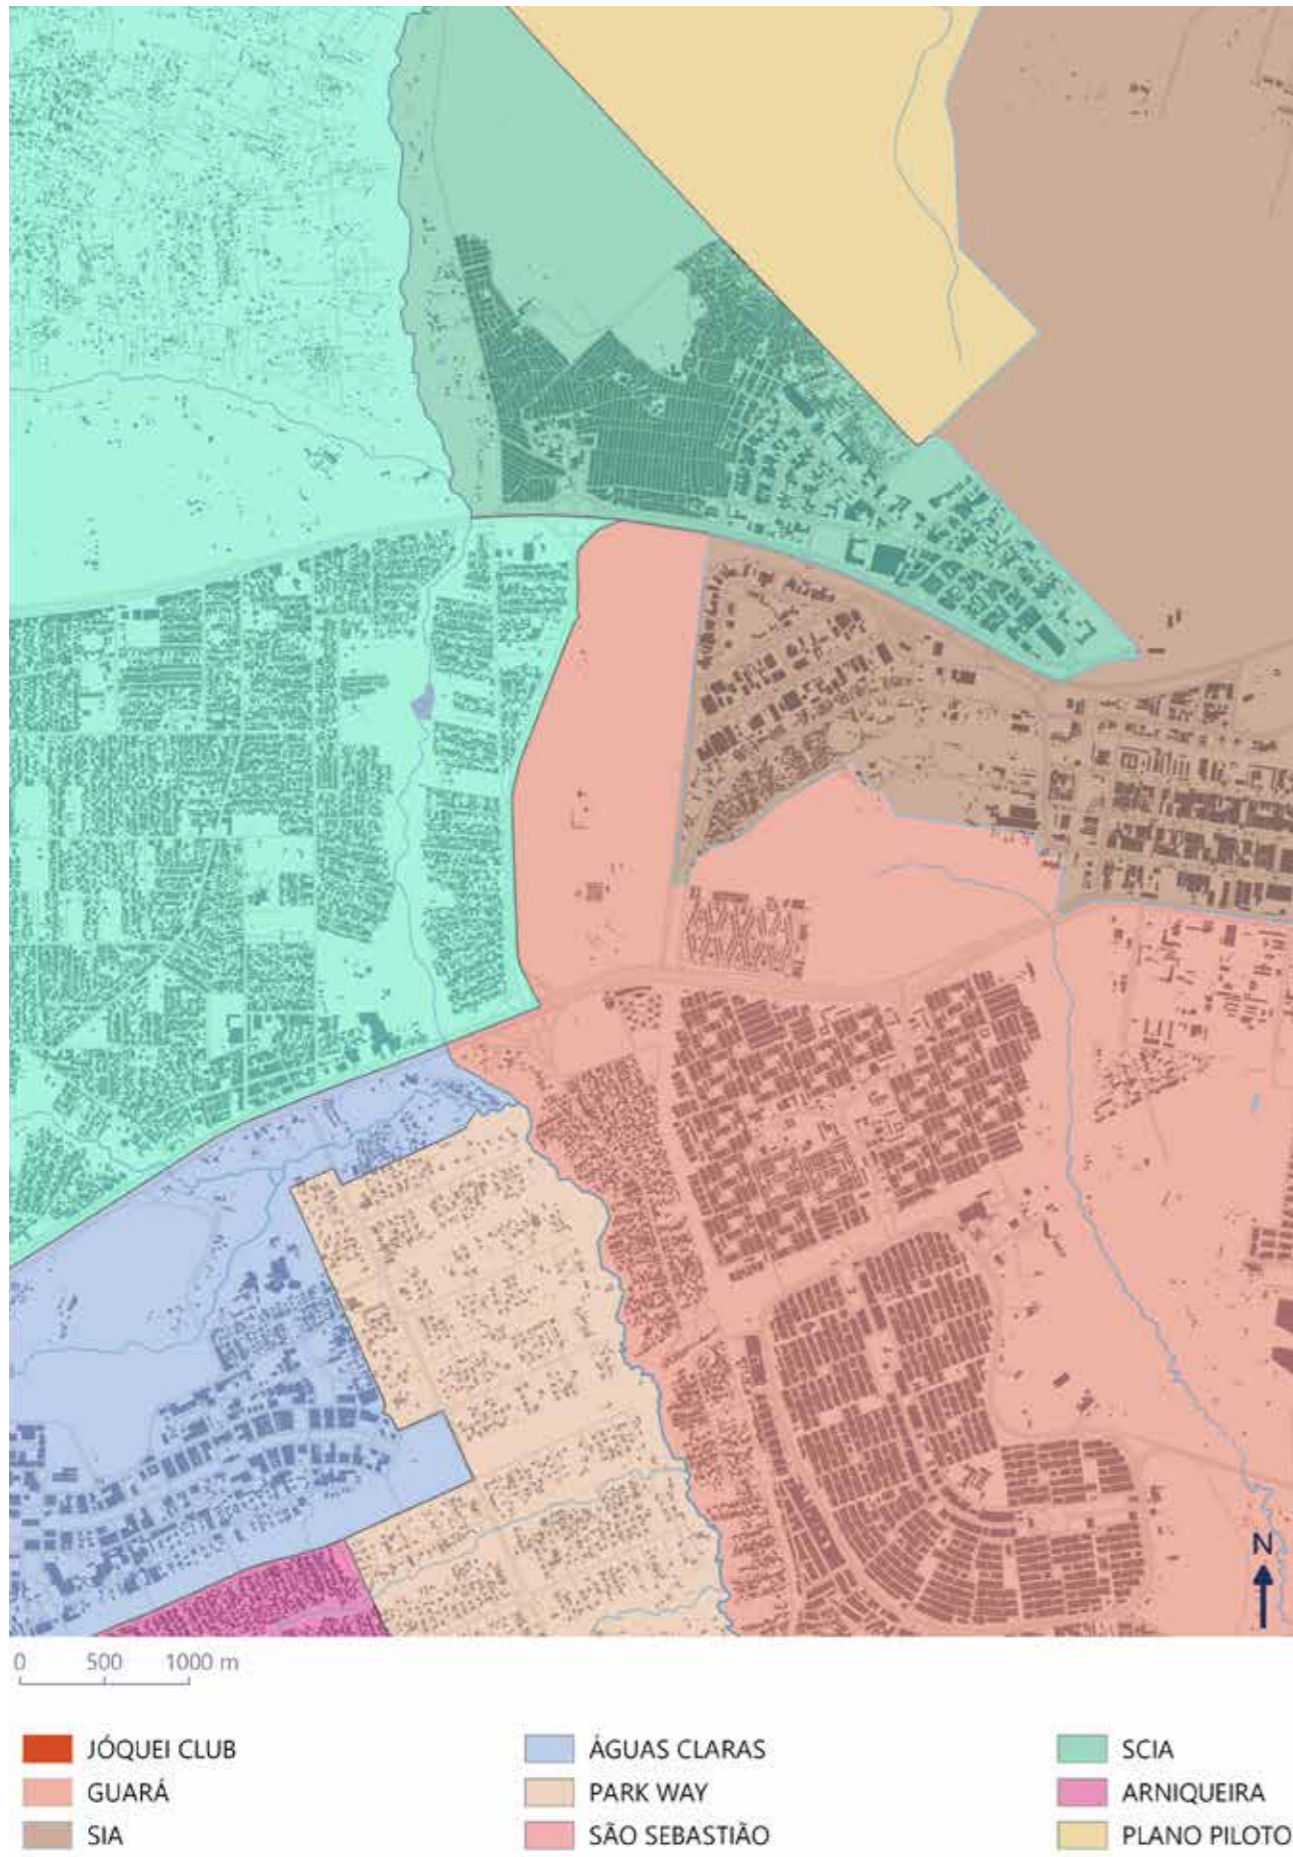 N
0 500 1000 m
JÓQUEI CLUB
GUARÁ
SIA
ÁGUAS CLARAS
PARK WAY
SÃO SEBASTIÃO
SCIA
ARNIQUEIRA
PLANO PILOTO